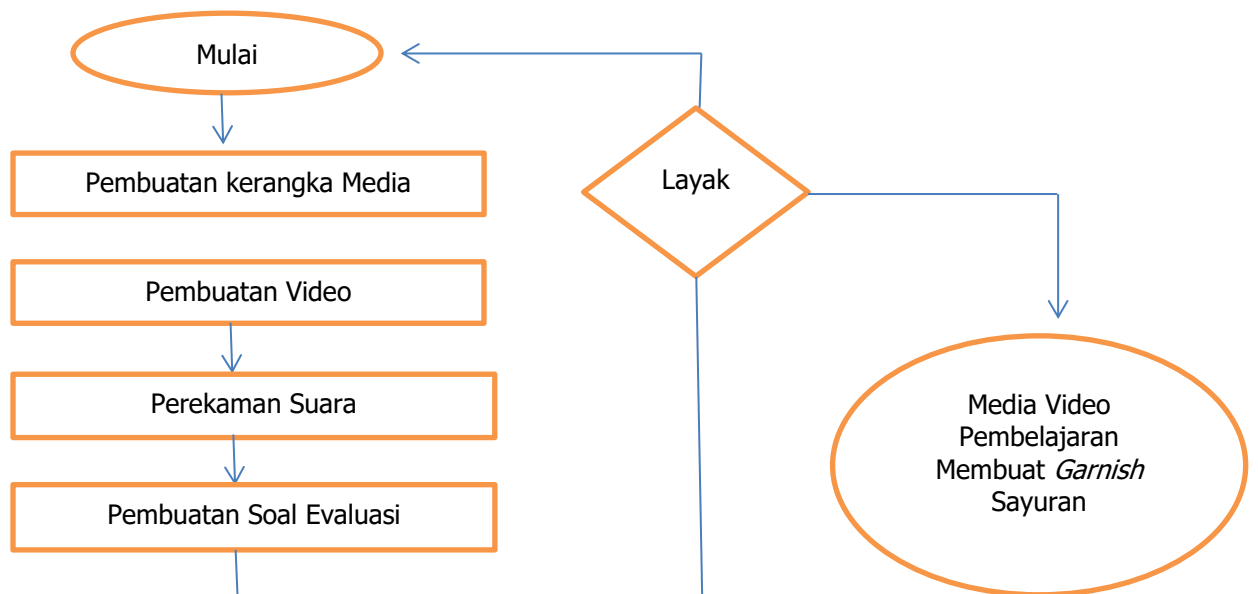 Mulai
Pembuatan kerangka Media
Pembuatan Video
Perekaman Suara
Pembuatan Soal Evaluasi
Layak
Media Video
Pembelajaran
Membuat Garnish
Sayuran